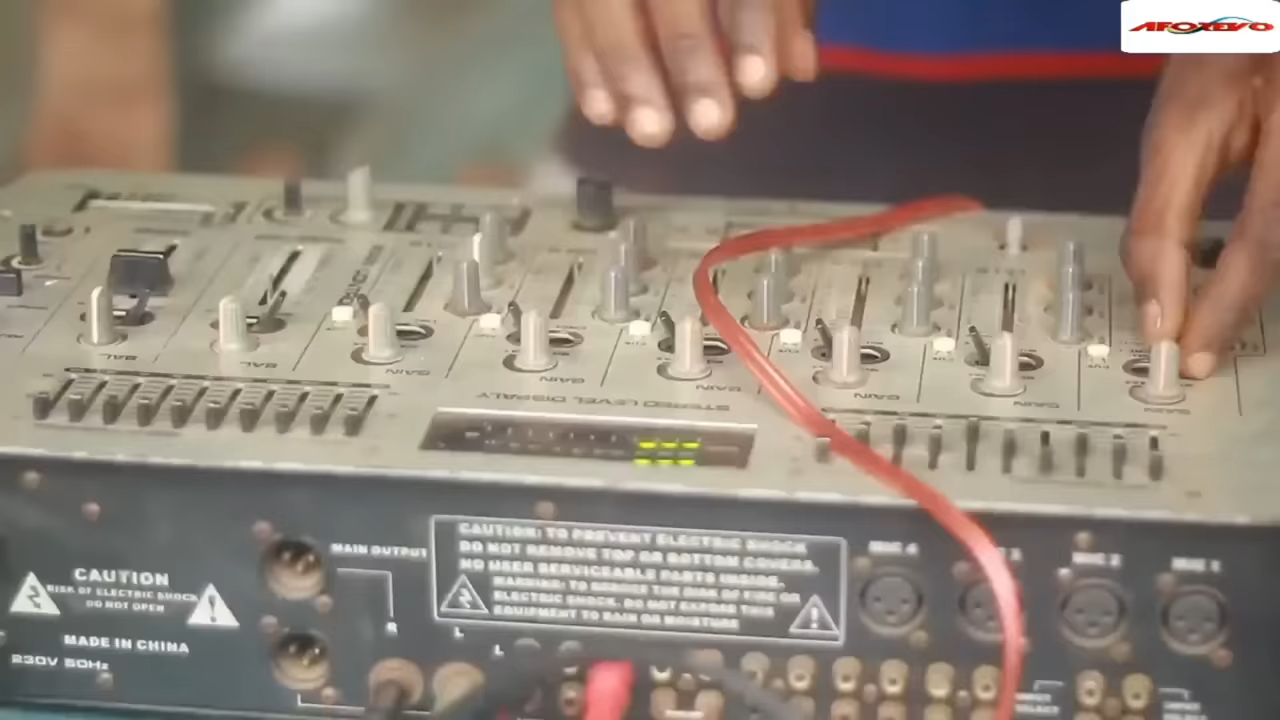 AFOREVO
BAL
BAL
GAIN
GAIN
GAIN
GAIN
GAIN
STEREO LEVEL DISPALY
CAUTION
RISK OF ELECTRIC SHOCK
DO NOT OPEN
MADE IN CHINA
230V 50Hz
MAIN OUTPUT
R
L
L
CAUTION: TO PREVENT ELECTRIC SHOCK
DO NOT REMOVE TOP OR BOTTOM COVERS.
NO USER SERVICEABLE PARTS INSIDE.
WARNING: TO REDUCE THE RISK OF FIRE OR
ELECTRIC SHOCK. DO NOT EXPOSE THIS
EQUIPMENT TO RAIN OR MOISTURE
MIC 4
MIC 2
MIC 1